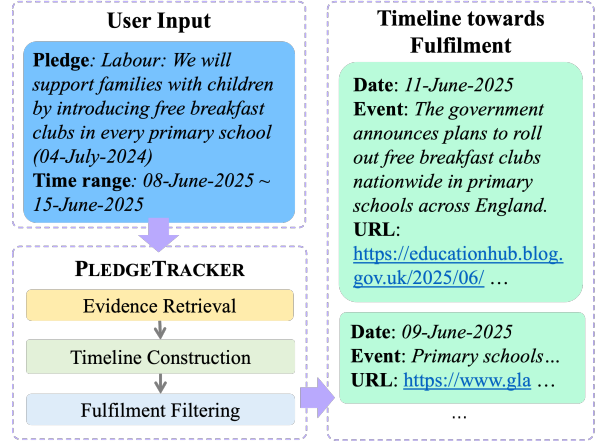 User Input
Pledge: Labour: We will
support families with children
by introducing free breakfast
clubs in every primary school
(04-July-2024)
Time range: 08-June-2025 ~
15-June-2025
PLEDGETRACKER
Evidence Retrieval
Timeline Construction
Fulfilment Filtering
Timeline towards
Fulfilment
Date: 11-June-2025
Event: The government
announces plans to roll
out free breakfast clubs
nationwide in primary
schools across England.
URL:
https://educationhub.blog.
gov.uk/2025/06/ …
Date: 09-June-2025
Event: Primary schools…
URL: https://www.gla …
…